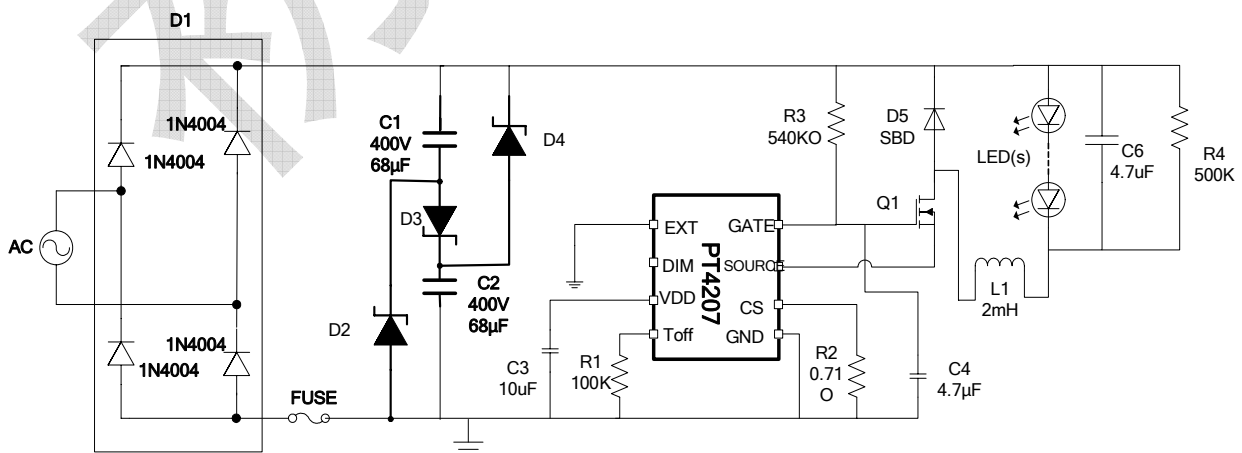 D1
1N4004
1N4004
1N4004
1N4004
AC
FUSE
C1
400V
68µF
D3
C2
400V
68µF
D2
D4
C3
10uF
R1
100K
EXT
DIM
VDD
Toff
PT4207
GATE
CS
GND
R2
0.71
O
C4
4.7µF
R3
540KO
D5
SBD
Q1
L1
2mH
LED(s)
C6
4.7uF
R4
500K